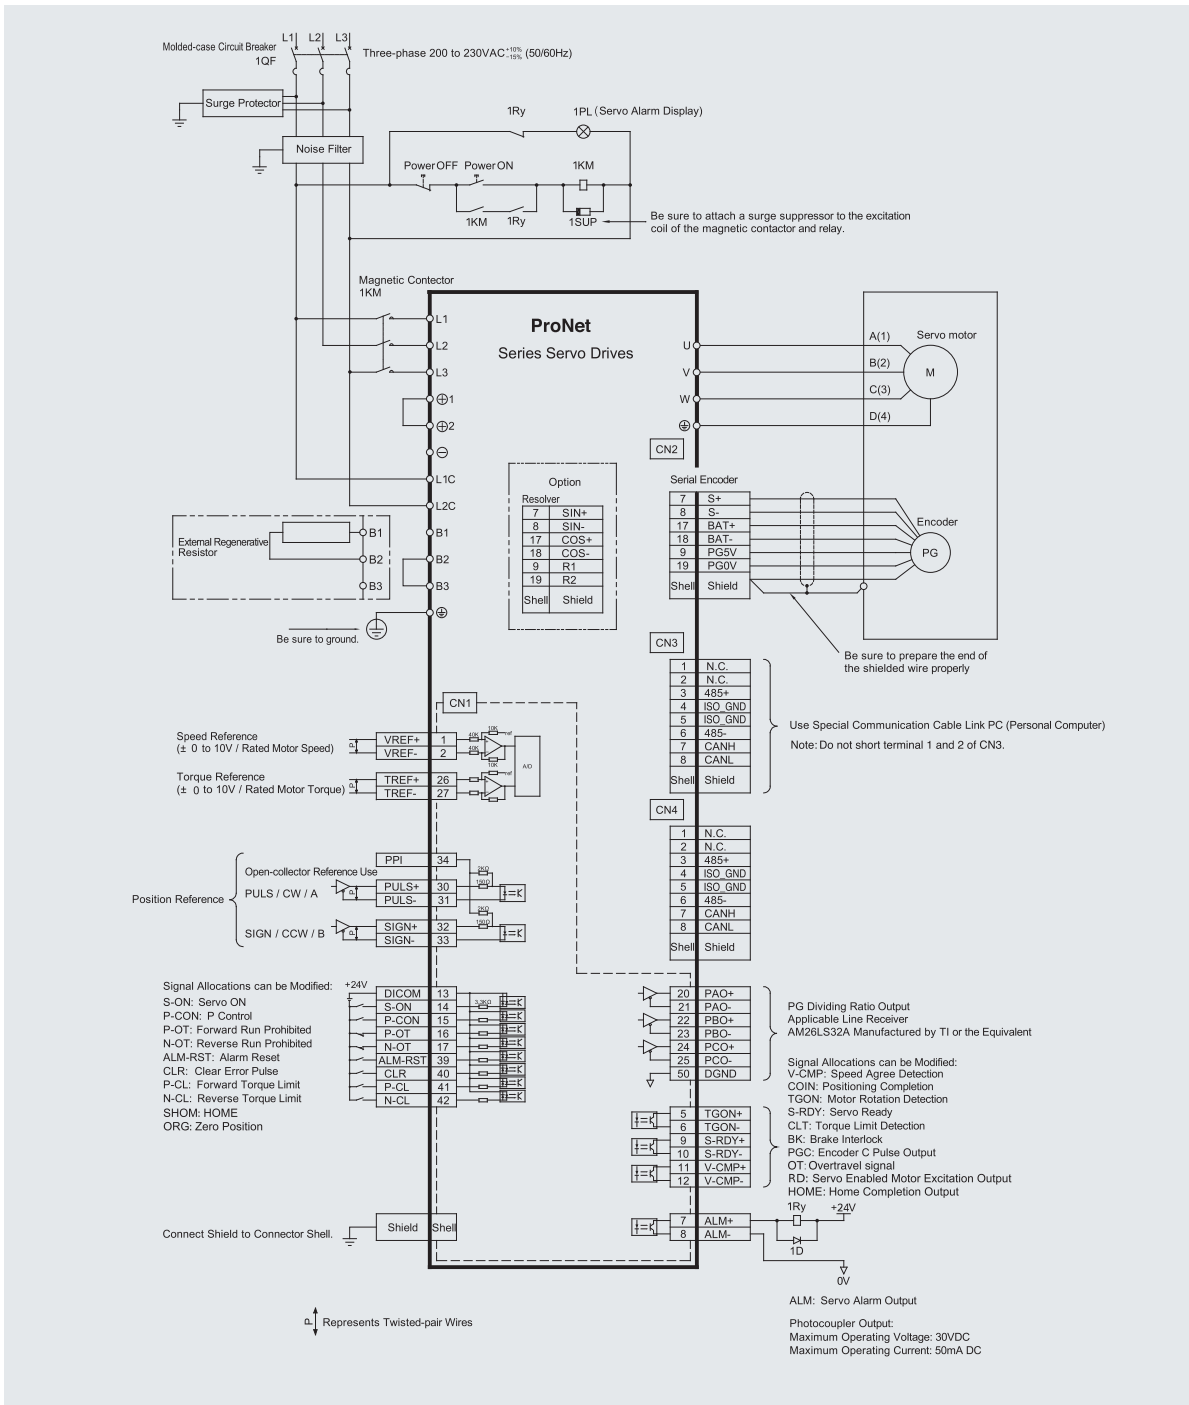 L1 L2 L3
Molded-case Circuit Breaker
1QF
Three-phase 200 to 230VAC +10% -15% (50/60Hz)
Surge Protector
Noise Filter
1Ry
1PL (Servo Alarm Display)
Power OFF Power ON 1KM
1KM 1Ry 1SUP
Be sure to attach a surge suppressor to the excitation
coil of the magnetic contactor and relay.
Magnetic Contector
1KM
ProNet
Series Servo Drives
L1
L2
L3
⊕1
⊕2
⊖
L1C
L2C
B1
B2
B3
External Regenerative
Resistor
B1
B2
B3
Be sure to ground.
U
V
W
A(1)
B(2)
C(3)
D(4)
Servo motor
M
CN2
Option
Resolver
7 SIN+
8 SIN-
17 COS+
18 COS-
9 R1
19 R2
Shell Shield
Serial Encoder
7 S+
8 S-
17 BAT+
18 BAT-
9 PG5V
19 PG0V
Shell Shield
Encoder
PG
Be sure to prepare the end of
the shielded wire properly
CN3
1 N.C.
2 N.C.
3 485+
4 ISO_GND
5 ISO_GND
6 485-
7 CANH
8 CANL
Shell Shield
Use Special Communication Cable Link PC (Personal Computer)
Note: Do not short terminal 1 and 2 of CN3.
CN4
1 N.C.
2 N.C.
3 485+
4 ISO_GND
5 ISO_GND
6 485-
7 CANH
8 CANL
Shell Shield
CN1
Speed Reference
(± 0 to 10V / Rated Motor Speed)
P
VREF+ 1
VREF- 2
40K
40K
10K
10K
ref
Torque Reference
(± 0 to 10V / Rated Motor Torque)
P
TREF+ 26
TREF- 27
ref
A/D
PPI 34
Open-collector Reference Use
Position Reference
PULS / CW / A
P
PULS+ 30
PULS- 31
2KΩ
150Ω
SIGN / CCW / B
P
SIGN+ 32
SIGN- 33
2KΩ
150Ω
Signal Allocations can be Modified:
S-ON: Servo ON
P-CON: P Control
P-OT: Forward Run Prohibited
N-OT: Reverse Run Prohibited
ALM-RST: Alarm Reset
CLR: Clear Error Pulse
P-CL: Forward Torque Limit
N-CL: Reverse Torque Limit
SHOM: HOME
ORG: Zero Position
+24V
DICOM 13
S-ON 14
P-CON 15
P-OT 16
N-OT 17
ALM-RST 39
CLR 40
P-CL 41
N-CL 42
3.3KΩ
20 PAO+
21 PAO-
22 PBO+
23 PBO-
24 PCO+
25 PCO-
50 DGND
PG Dividing Ratio Output
Applicable Line Receiver
AM26LS32A Manufactured by TI or the Equivalent
5 TGON+
6 TGON-
9 S-RDY+
10 S-RDY-
11 V-CMP+
12 V-CMP-
Signal Allocations can be Modified:
V-CMP: Speed Agree Detection
COIN: Positioning Completion
TGON: Motor Rotation Detection
S-RDY: Servo Ready
CLT: Torque Limit Detection
BK: Brake Interlock
PGC: Encoder C Pulse Output
OT: Overtravel signal
RD: Servo Enabled Motor Excitation Output
HOME: Home Completion Output
7 ALM+
8 ALM-
1Ry +24V
1D
0V
Connect Shield to Connector Shell.
Shield Shell
ALM: Servo Alarm Output
P Represents Twisted-pair Wires
Photocoupler Output:
Maximum Operating Voltage: 30VDC
Maximum Operating Current: 50mA DC